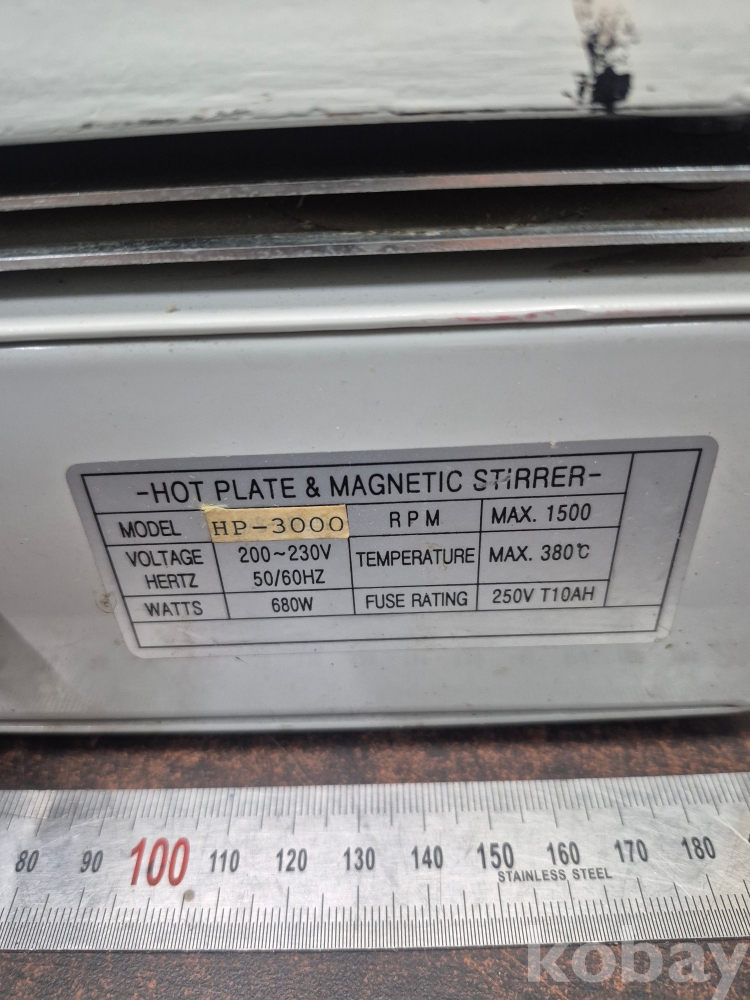 -HOT PLATE & MAGNETIC STIRRER-
MODEL HP-3000 RPM MAX. 1500
VOLTAGE HERTZ 200~230V 50/60HZ TEMPERATURE MAX. 380℃
WATTS 680W FUSE RATING 250V T10AH
80 90 100 110 120 130 140 150 160 170 180
STAINLESS STEEL
kobay